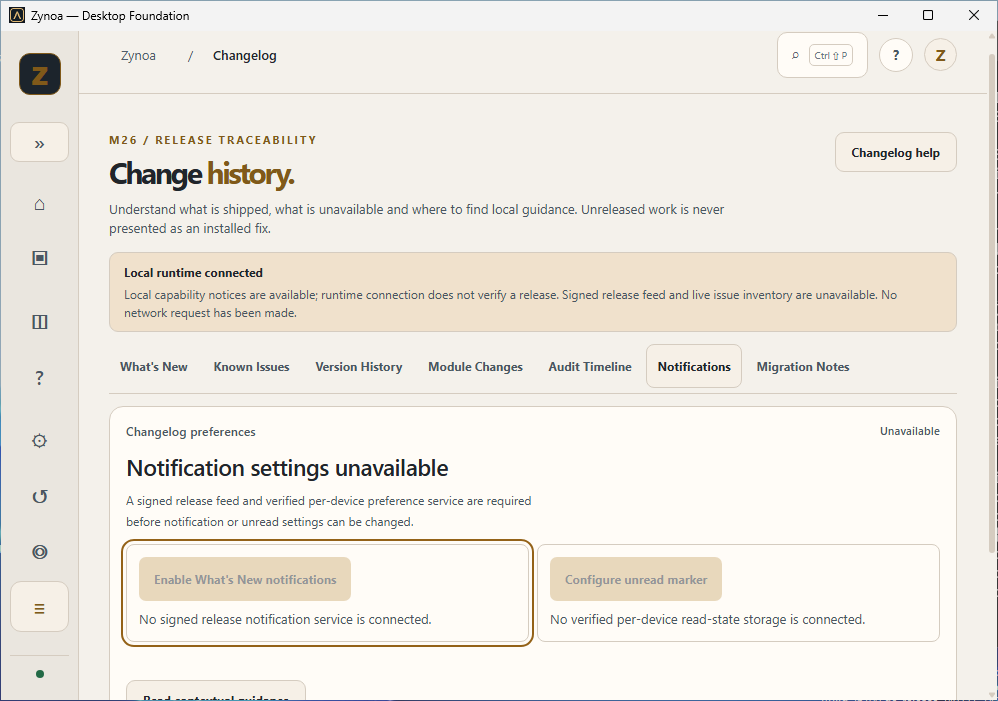 Zynoa — Desktop Foundation
Zynoa / Changelog
Ctrl ⇧ P
?
Z
Z
»
M26 / RELEASE TRACEABILITY
Change history.
Changelog help
Understand what is shipped, what is unavailable and where to find local guidance. Unreleased work is never
presented as an installed fix.
Local runtime connected
Local capability notices are available; runtime connection does not verify a release. Signed release feed and live issue inventory are unavailable. No
network request has been made.
What's New
Known Issues
Version History
Module Changes
Audit Timeline
Notifications
Migration Notes
?
Changelog preferences
Unavailable
Notification settings unavailable
A signed release feed and verified per-device preference service are required
before notification or unread settings can be changed.
Enable What's New notifications
No signed release notification service is connected.
Configure unread marker
No verified per-device read-state storage is connected.
Read contextual guidance